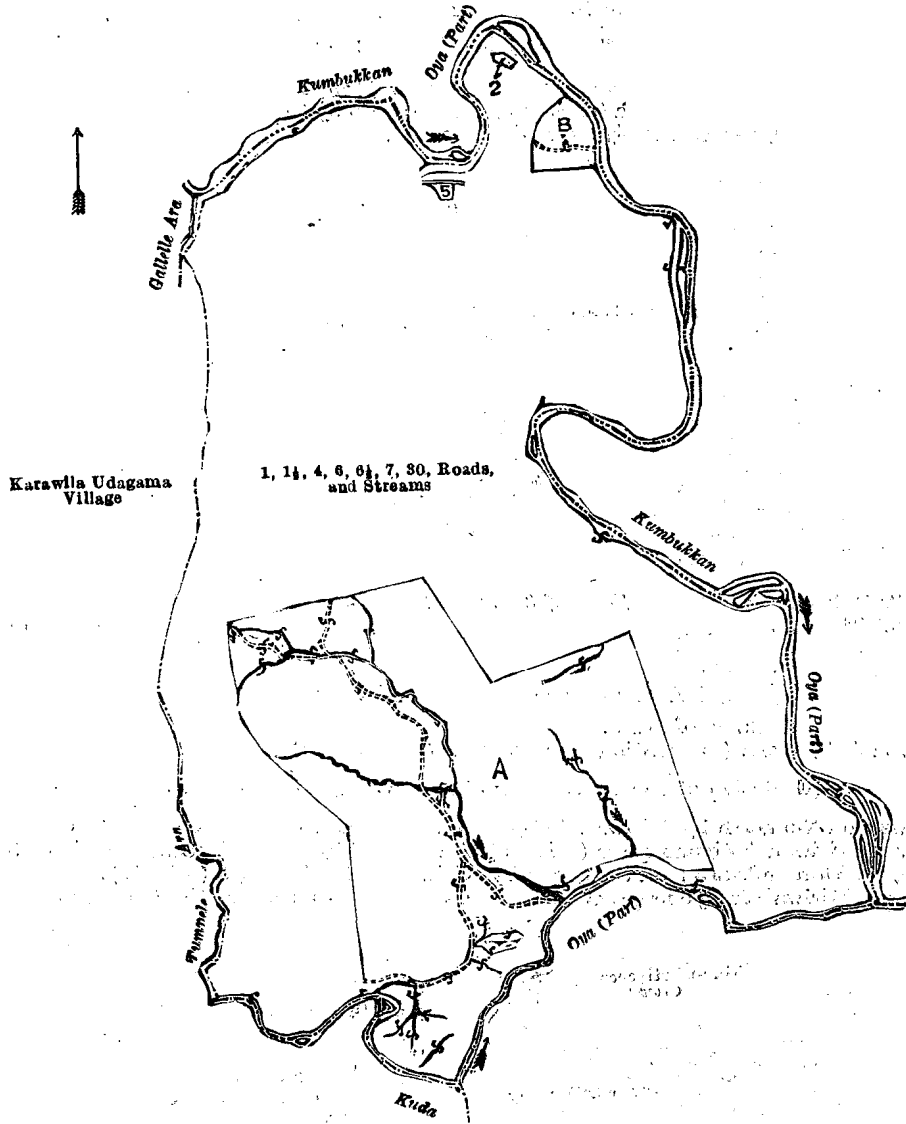 Oya (Part)
Kumbukkan
2
B
5
Gallelle Ara
Karawila Udagama
Village
1, 1½, 4, 6, 6½, 7, 30, Roads,
and Streams
Kumbukkan
Oya (Part)
A
Ara
Tummele
Oya (Part)
Kuda